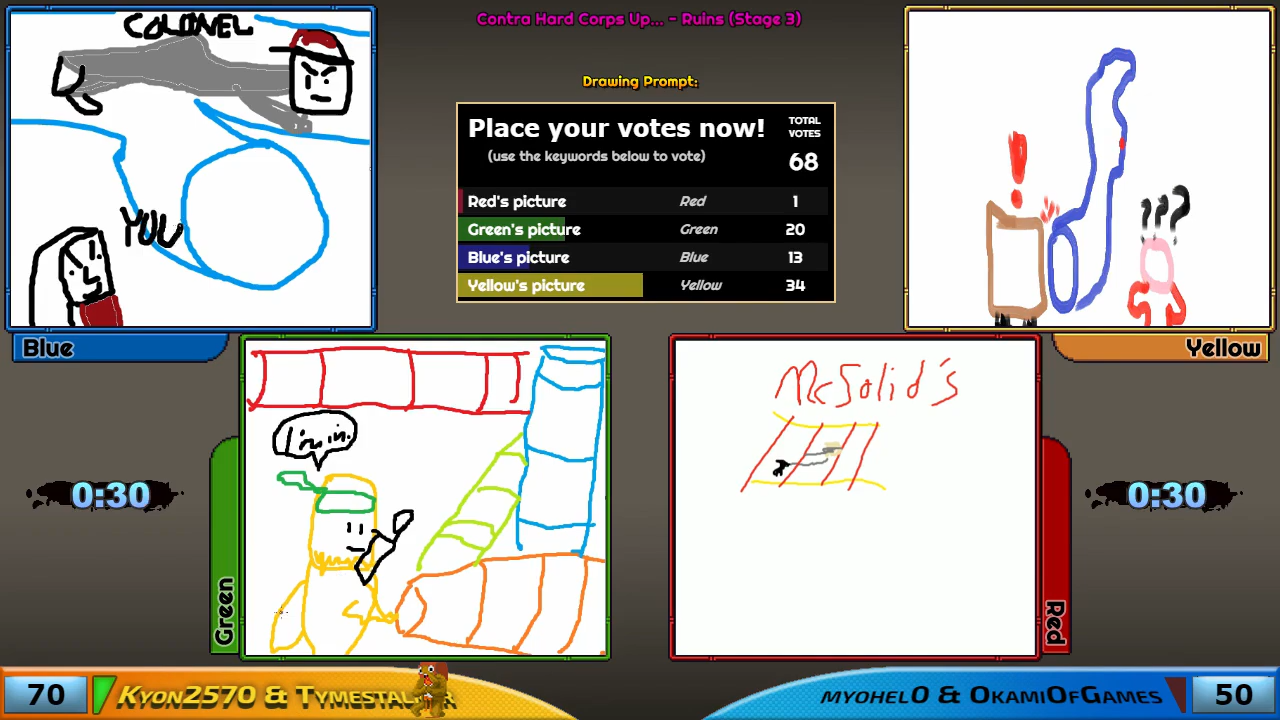 Contra Hard Corps Up... - Ruins (Stage 3)
Drawing Prompt:
Place your votes now!
(use the keywords below to vote)
TOTAL VOTES
68
Red's picture Red 1
Green's picture Green 20
Blue's picture Blue 13
Yellow's picture Yellow 34
COLONEL
YOU
Blue
!
???
Yellow
I'm in.
Green
0:30
McSolid's
Red
0:30
70
Kyon2570 &
myohel0 & OkamiOfGames
50